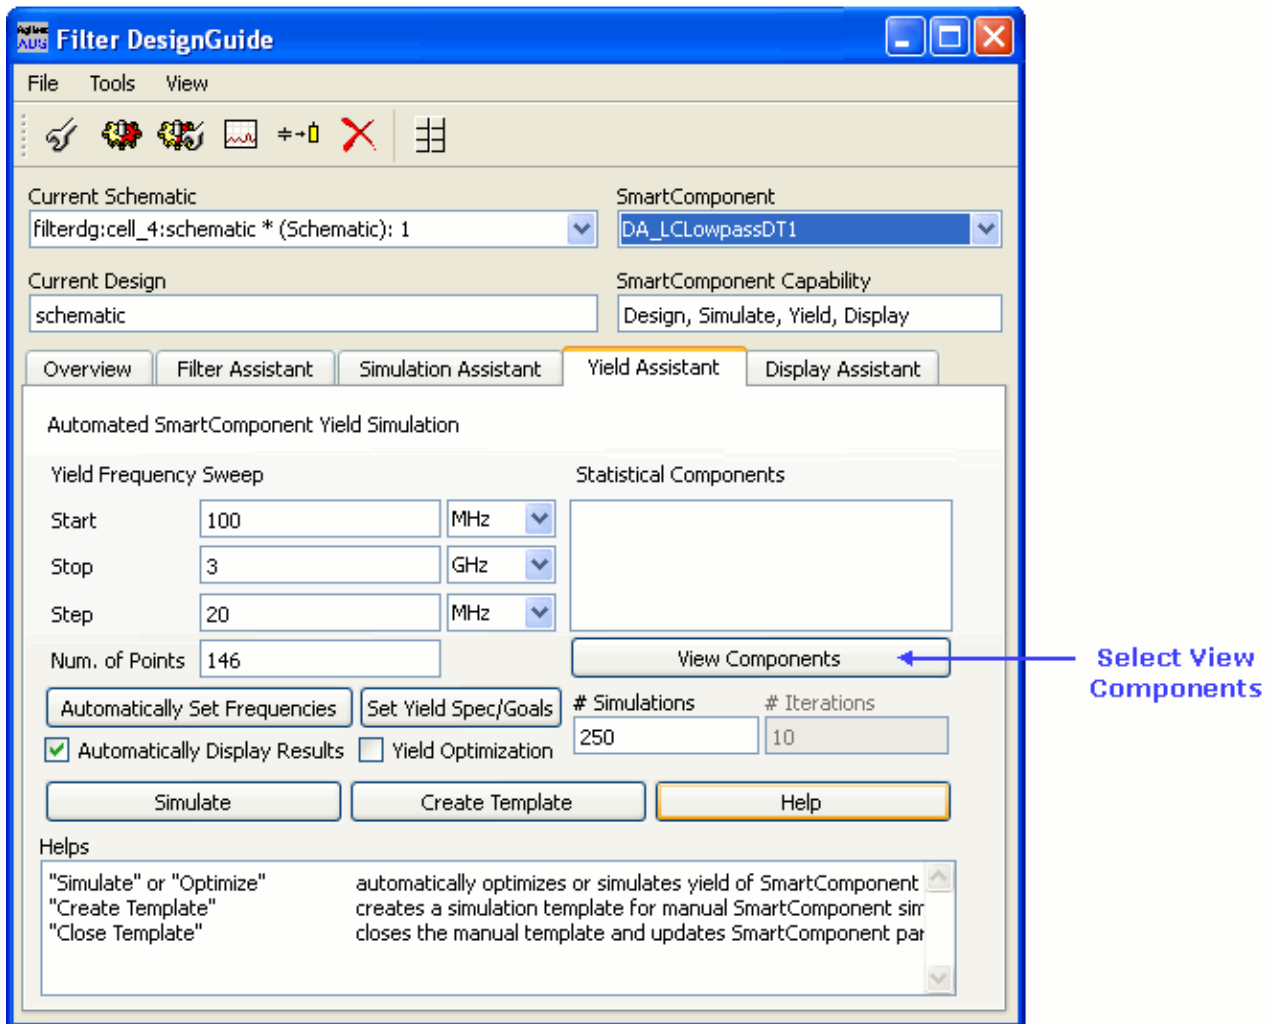 Agilent
ADS
Filter DesignGuide
File Tools View
Current Schematic
SmartComponent
filterdg:cell_4:schematic * (Schematic): 1
DA_LCLowpassDT1
Current Design
SmartComponent Capability
schematic
Design, Simulate, Yield, Display
Overview Filter Assistant Simulation Assistant Yield Assistant Display Assistant
Automated SmartComponent Yield Simulation
Yield Frequency Sweep
Statistical Components
Start 100 MHz
Stop 3 GHz
Step 20 MHz
Num. of Points 146
View Components
Select View
Components
Automatically Set Frequencies Set Yield Spec/Goals
# Simulations # Iterations
250 10
Automatically Display Results Yield Optimization
Simulate Create Template Help
Helps
"Simulate" or "Optimize" automatically optimizes or simulates yield of SmartComponent
"Create Template" creates a simulation template for manual SmartComponent sim
"Close Template" closes the manual template and updates SmartComponent par